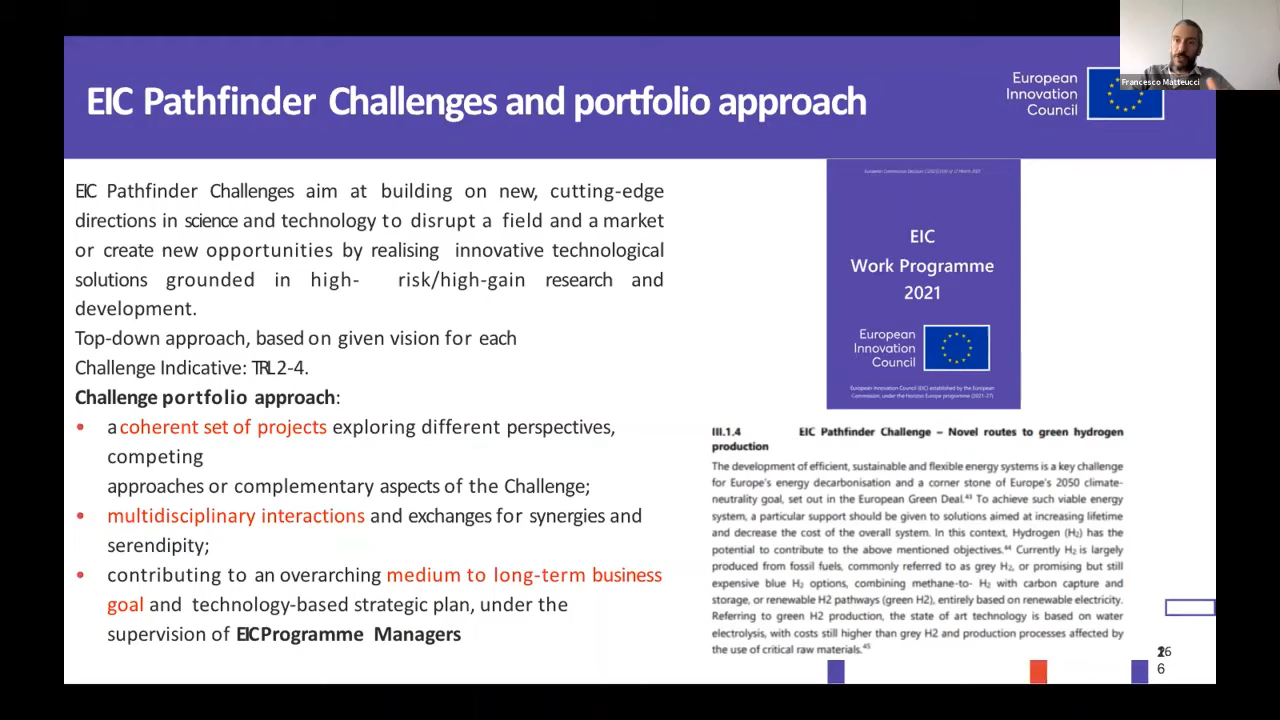 EIC Pathfinder Challenges and portfolio approach
European
Innovation
Council
Francesco Matteucci
EIC Pathfinder Challenges aim at building on new, cutting-edge
directions in science and technology to disrupt a field and a market
or create new opportunities by realising innovative technological
solutions grounded in high- risk/high-gain research and
development.
Top-down approach, based on given vision for each
Challenge Indicative: TRL 2-4.
Challenge portfolio approach:
• a coherent set of projects exploring different perspectives,
competing
approaches or complementary aspects of the Challenge;
• multidisciplinary interactions and exchanges for synergies and
serendipity;
• contributing to an overarching medium to long-term business
goal and technology-based strategic plan, under the
supervision of EIC Programme Managers
EIC
Work Programme
2021
European
Innovation
Council
European Innovation Council (EIC) established by the European
Commission, under the Horizon Europe programme (2021-27)
III.1.4 EIC Pathfinder Challenge – Novel routes to green hydrogen
production
The development of efficient, sustainable and flexible energy systems is a key challenge
for Europe's energy decarbonisation and a corner stone of Europe's 2050 climate-
neutrality goal, set out in the European Green Deal.⁴³ To achieve such viable energy
system, a particular support should be given to solutions aimed at increasing lifetime
and decrease the cost of the overall system. In this context, Hydrogen (H₂) has the
potential to contribute to the above mentioned objectives.⁴⁴ Currently H₂ is largely
produced from fossil fuels, commonly referred to as grey H₂, or promising but still
expensive blue H₂ options, combining methane-to- H₂ with carbon capture and
storage, or renewable H2 pathways (green H2), entirely based on renewable electricity.
Referring to green H2 production, the state of art technology is based on water
electrolysis, with costs still higher than grey H2 and production processes affected by
the use of critical raw materials.⁴⁵
6